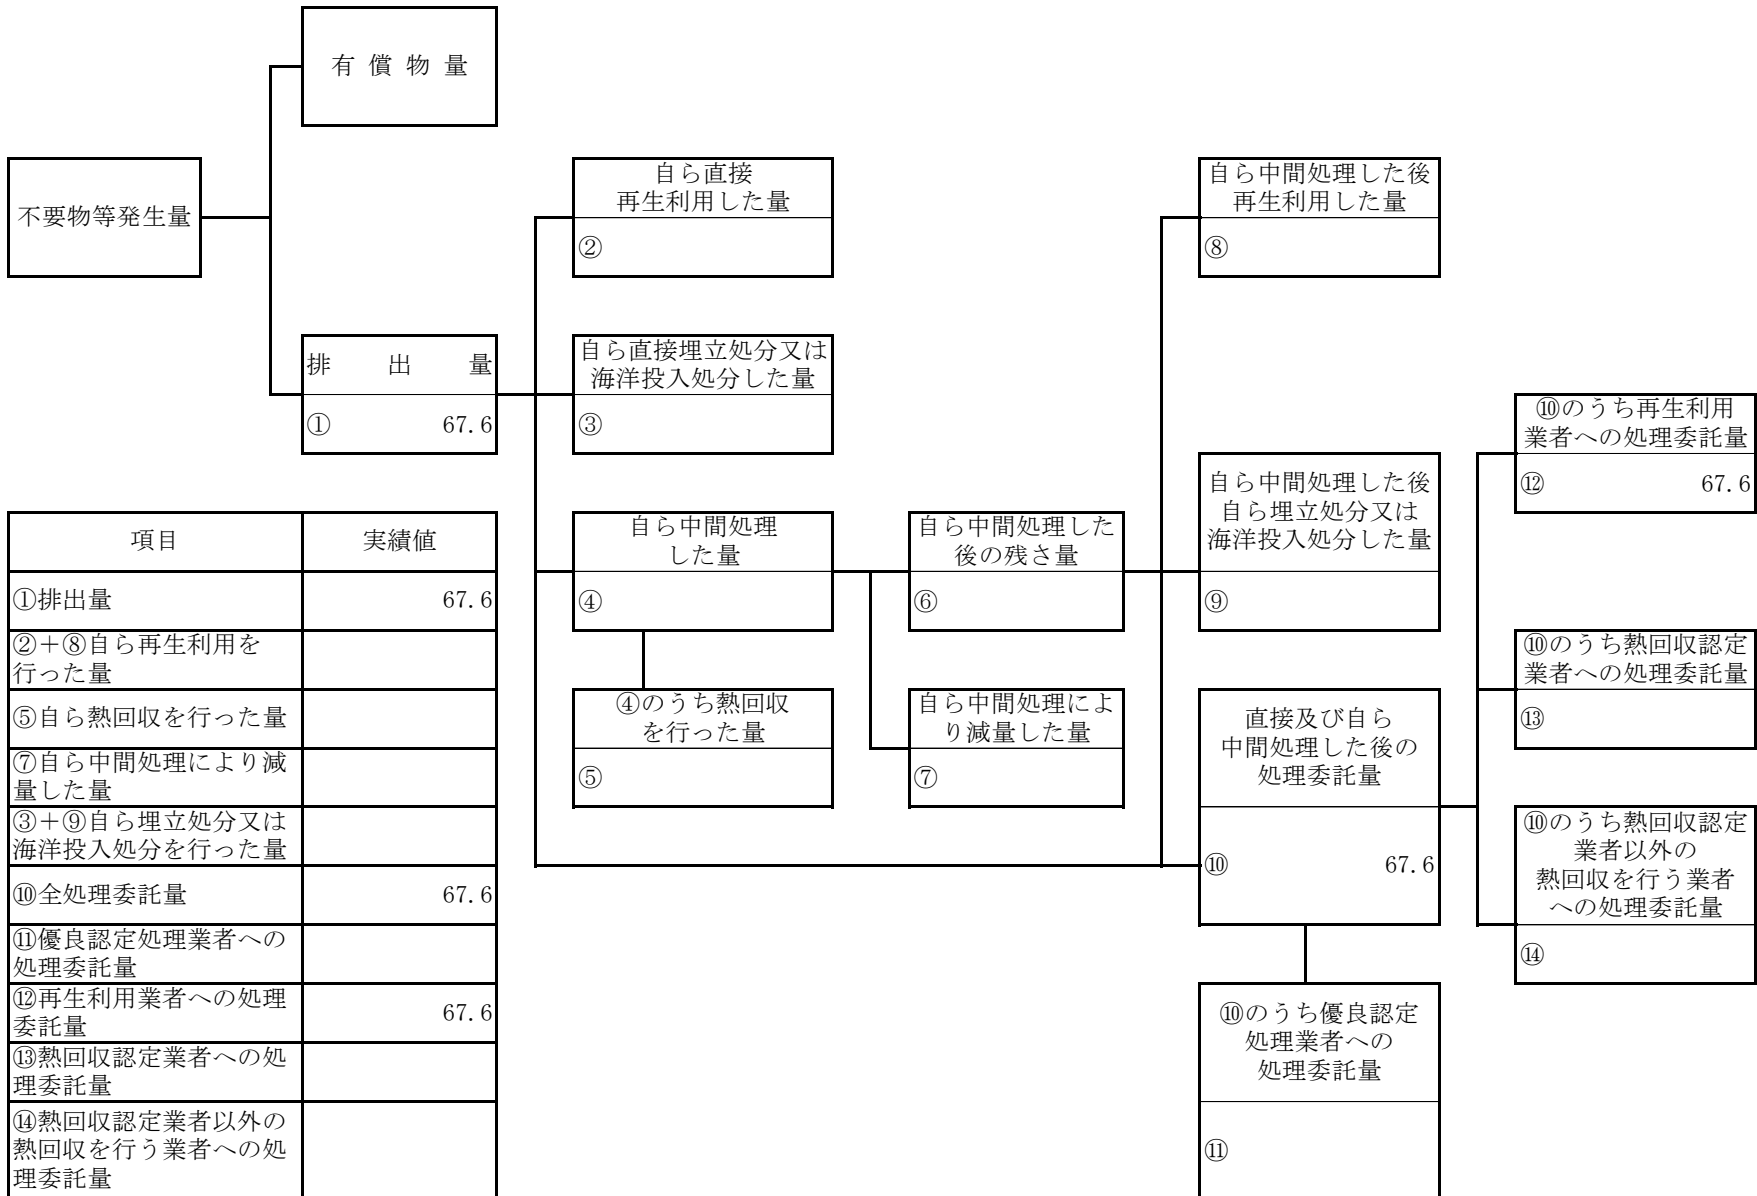 有償物量
不要物等発生量
自ら直接
再生利用した量
②
自ら中間処理した後
再生利用した量
⑧
排出量
① 67.6
自ら直接埋立処分又は
海洋投入処分した量
③
⑩のうち再生利用
業者への処理委託量
⑫ 67.6
自ら中間処理
した量
④
自ら中間処理した
後の残さ量
⑥
自ら中間処理した後
自ら埋立処分又は
海洋投入処分した量
⑨
⑩のうち熱回収認定
業者への処理委託量
⑬
④のうち熱回収
を行った量
⑤
自ら中間処理によ
り減量した量
⑦
直接及び自ら
中間処理した後の
処理委託量
⑩ 67.6
⑩のうち熱回収認定
業者以外の
熱回収を行う業者
への処理委託量
⑭
⑩のうち優良認定
処理業者への
処理委託量
⑪
項目 実績値
①排出量 67.6
②+⑧自ら再生利用を
行った量
⑤自ら熱回収を行った量
⑦自ら中間処理により減
量した量
③+⑨自ら埋立処分又は
海洋投入処分を行った量
⑩全処理委託量 67.6
⑪優良認定処理業者への
処理委託量
⑫再生利用業者への処理
委託量 67.6
⑬熱回収認定業者への処
理委託量
⑭熱回収認定業者以外の
熱回収を行う業者への処
理委託量